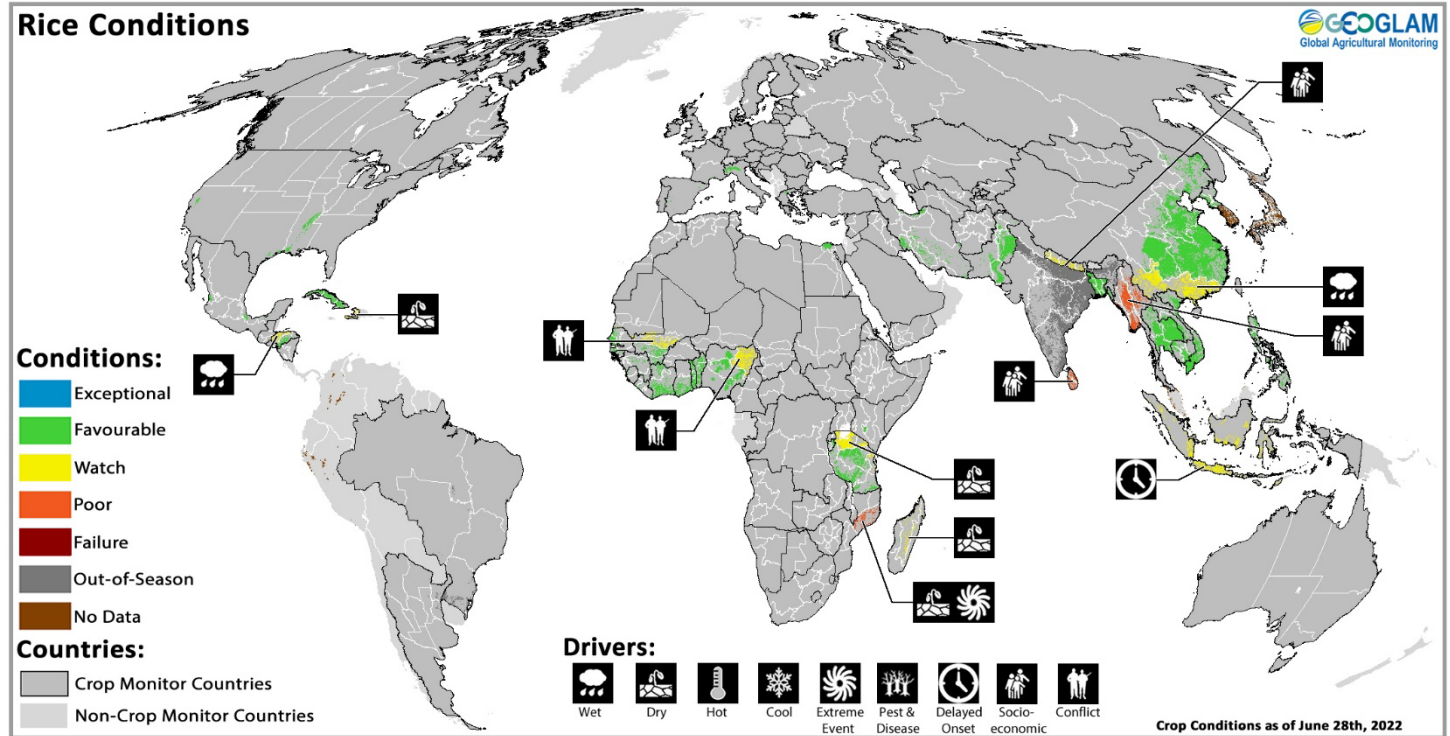 Rice Conditions
GEOGLAM
Global Agricultural Monitoring
Conditions:
Exceptional
Favourable
Watch
Poor
Failure
Out-of-Season
No Data
Countries:
Crop Monitor Countries
Non-Crop Monitor Countries
Drivers:
Wet
Dry
Hot
Cool
Extreme
Event
Pest &
Disease
Delayed
Onset
Socio-
economic
Conflict
Crop Conditions as of June 28th, 2022